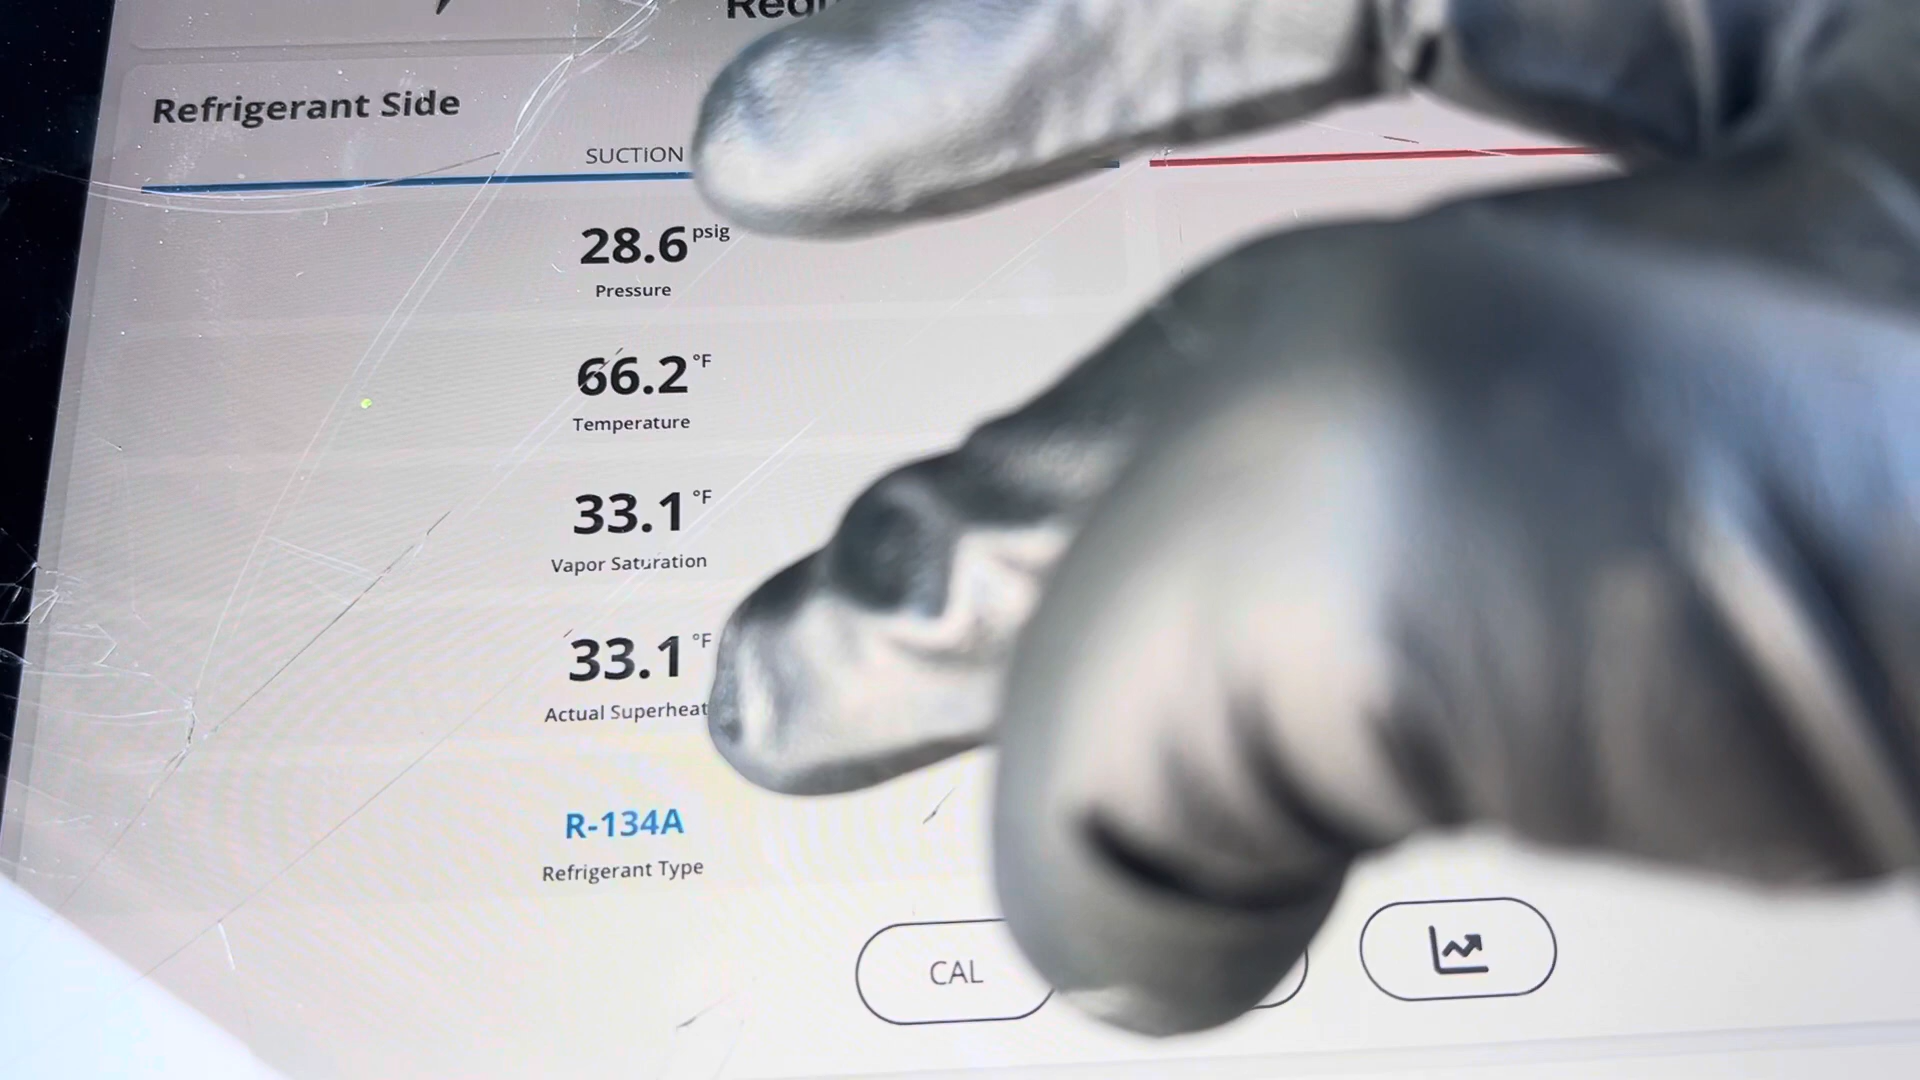 Refrigerant Side
SUCTION
28.6 psig
Pressure
66.2 °F
Temperature
33.1 °F
Vapor Saturation
33.1 °F
Actual Superheat
R-134A
Refrigerant Type
CAL